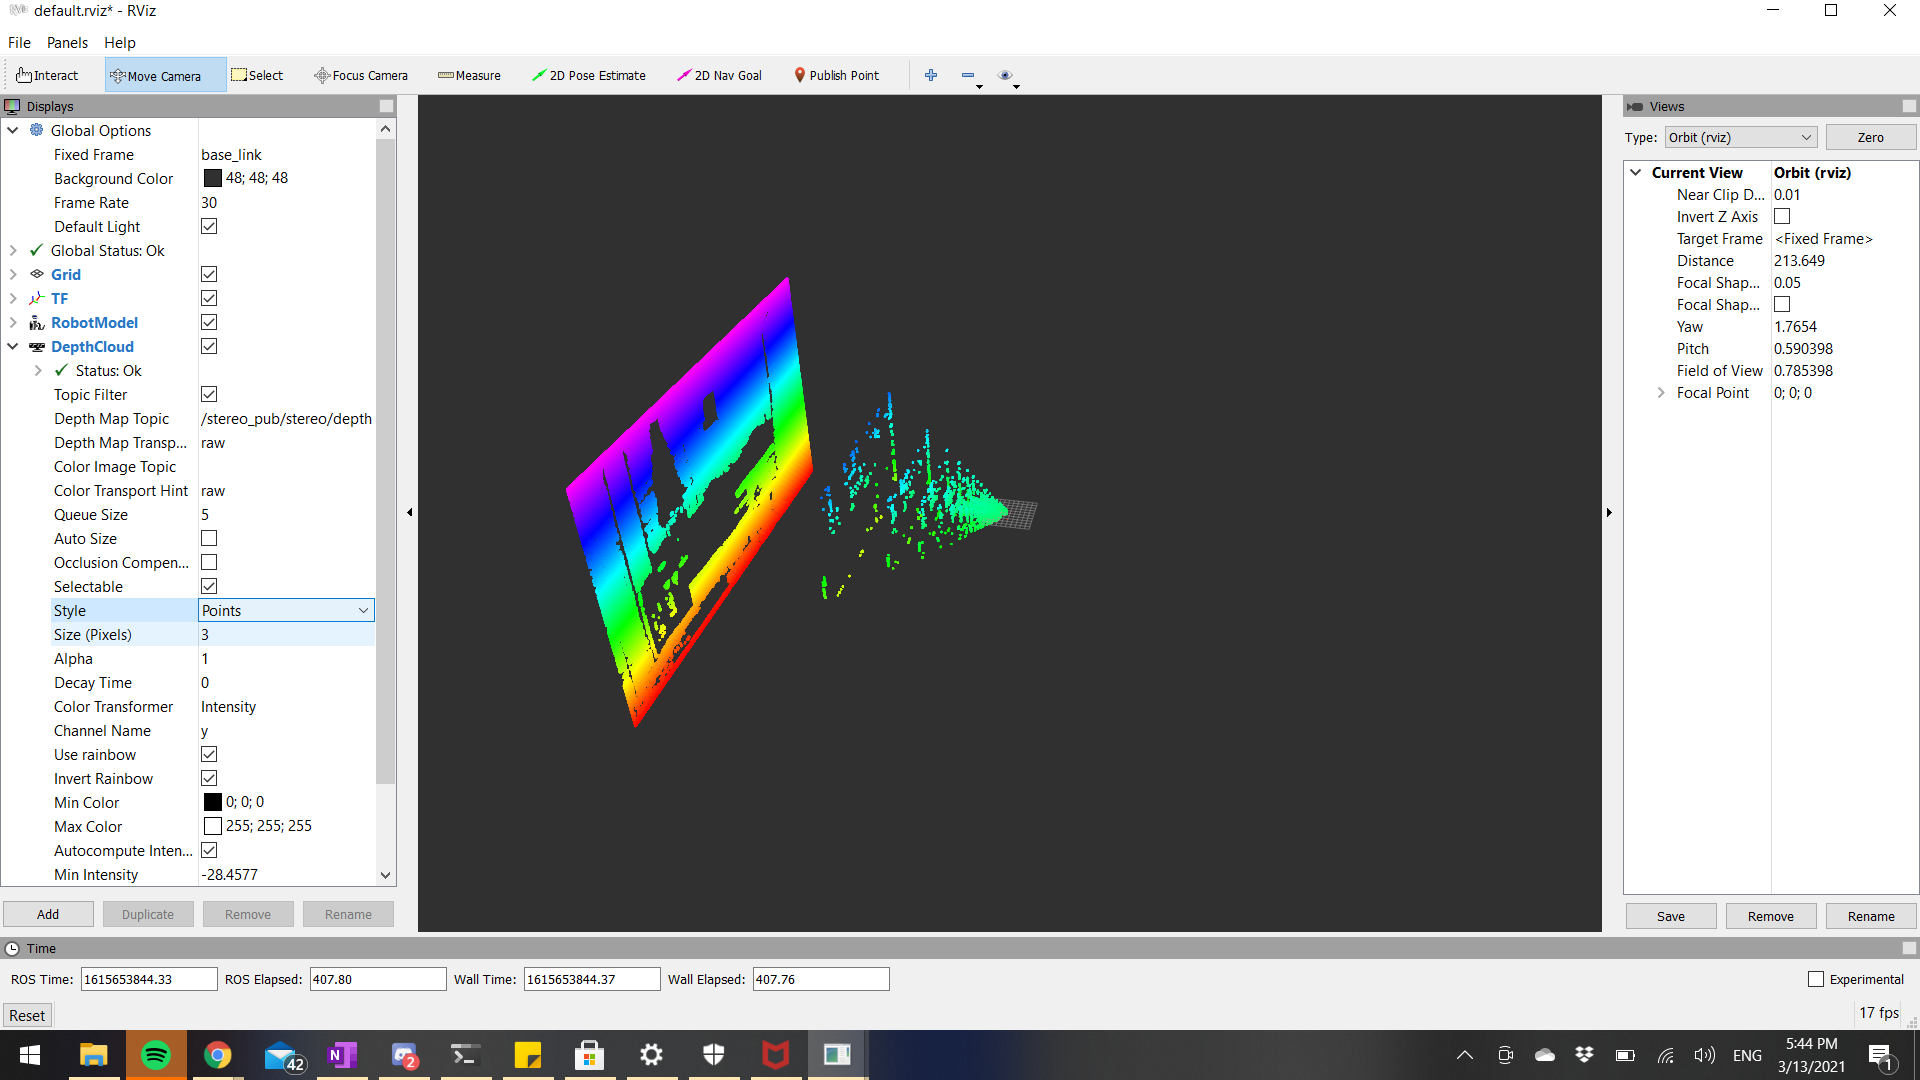 default.rviz* - RViz
File Panels Help
Interact Move Camera Select Focus Camera Measure 2D Pose Estimate 2D Nav Goal Publish Point
Displays
Global Options
Fixed Frame base_link
Background Color 48; 48; 48
Frame Rate 30
Default Light
Global Status: Ok
Grid
TF
RobotModel
DepthCloud
Status: Ok
Topic Filter
Depth Map Topic /stereo_pub/stereo/depth
Depth Map Transp... raw
Color Image Topic
Color Transport Hint raw
Queue Size 5
Auto Size
Occlusion Compen...
Selectable
Style Points
Size (Pixels) 3
Alpha 1
Decay Time 0
Color Transformer Intensity
Channel Name y
Use rainbow
Invert Rainbow
Min Color 0; 0; 0
Max Color 255; 255; 255
Autocompute Inten...
Min Intensity -28.4577
Add Duplicate Remove Rename
Views
Type: Orbit (rviz) Zero
Current View Orbit (rviz)
Near Clip D... 0.01
Invert Z Axis
Target Frame <Fixed Frame>
Distance 213.649
Focal Shap... 0.05
Focal Shap...
Yaw 1.7654
Pitch 0.590398
Field of View 0.785398
Focal Point 0; 0; 0
Save Remove Rename
Time
ROS Time: 1615653844.33 ROS Elapsed: 407.80 Wall Time: 1615653844.37 Wall Elapsed: 407.76 Experimental
Reset 17 fps
42 N 2 ENG 5:44 PM
3/13/2021 1